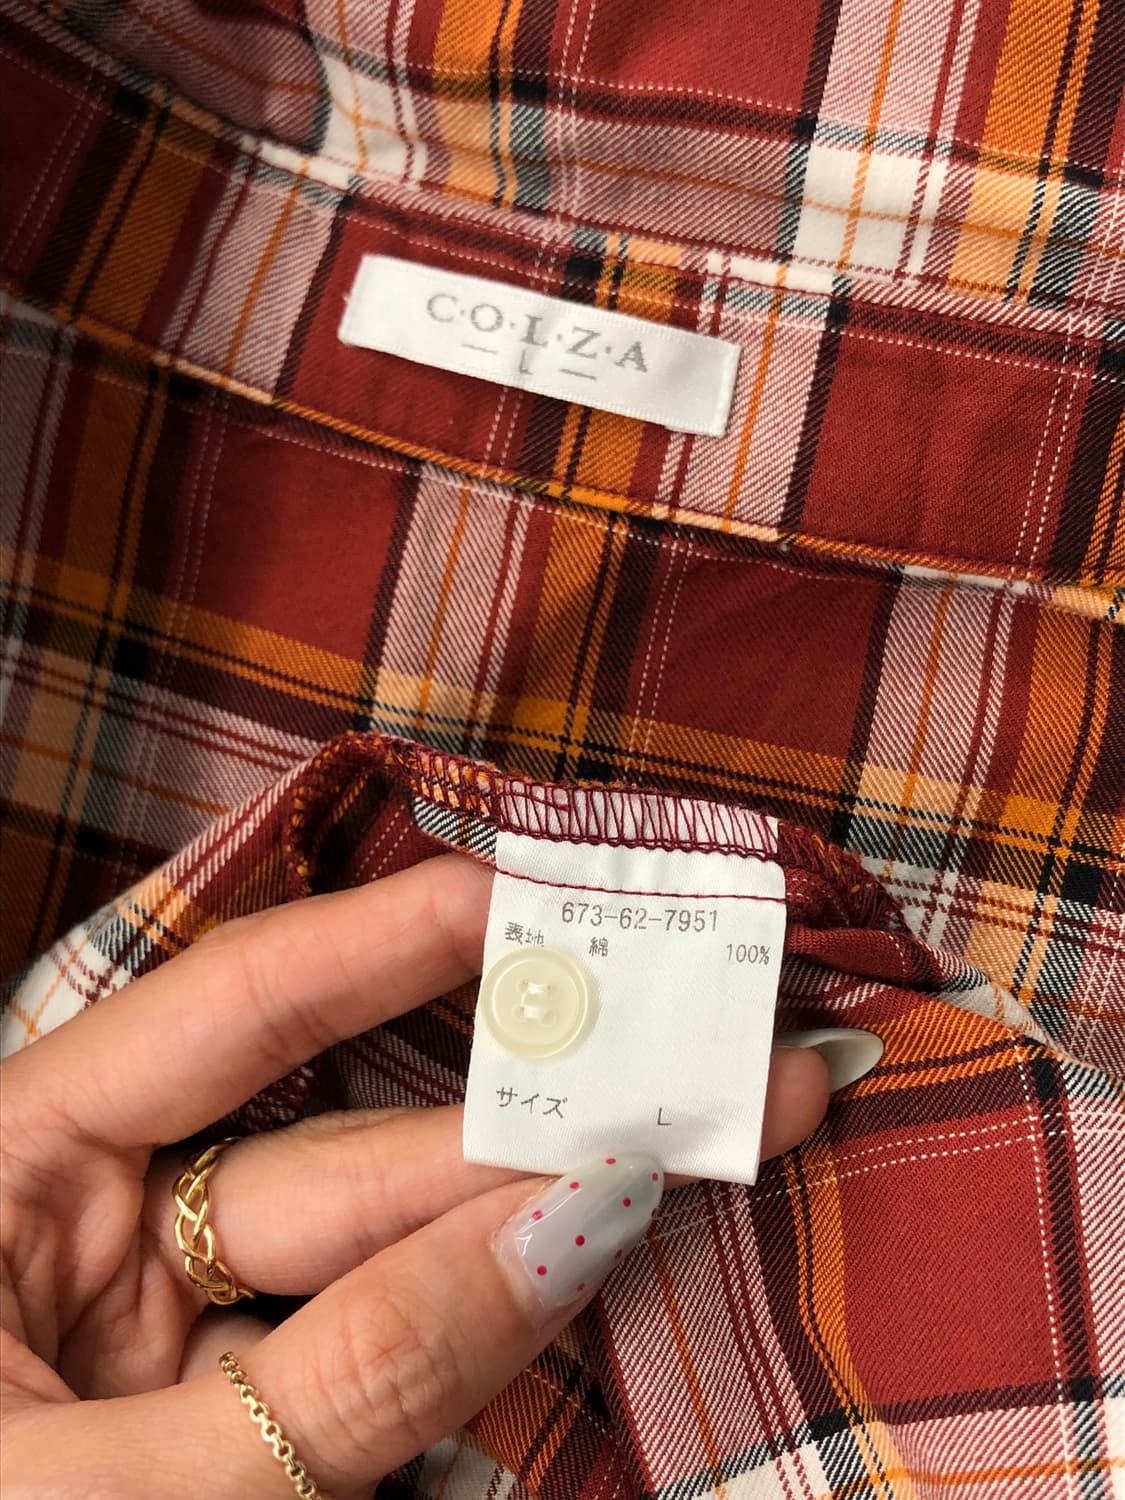 C·O·L·Z·A
— L —
673-62-7951
表地 綿 100%
サイズ L